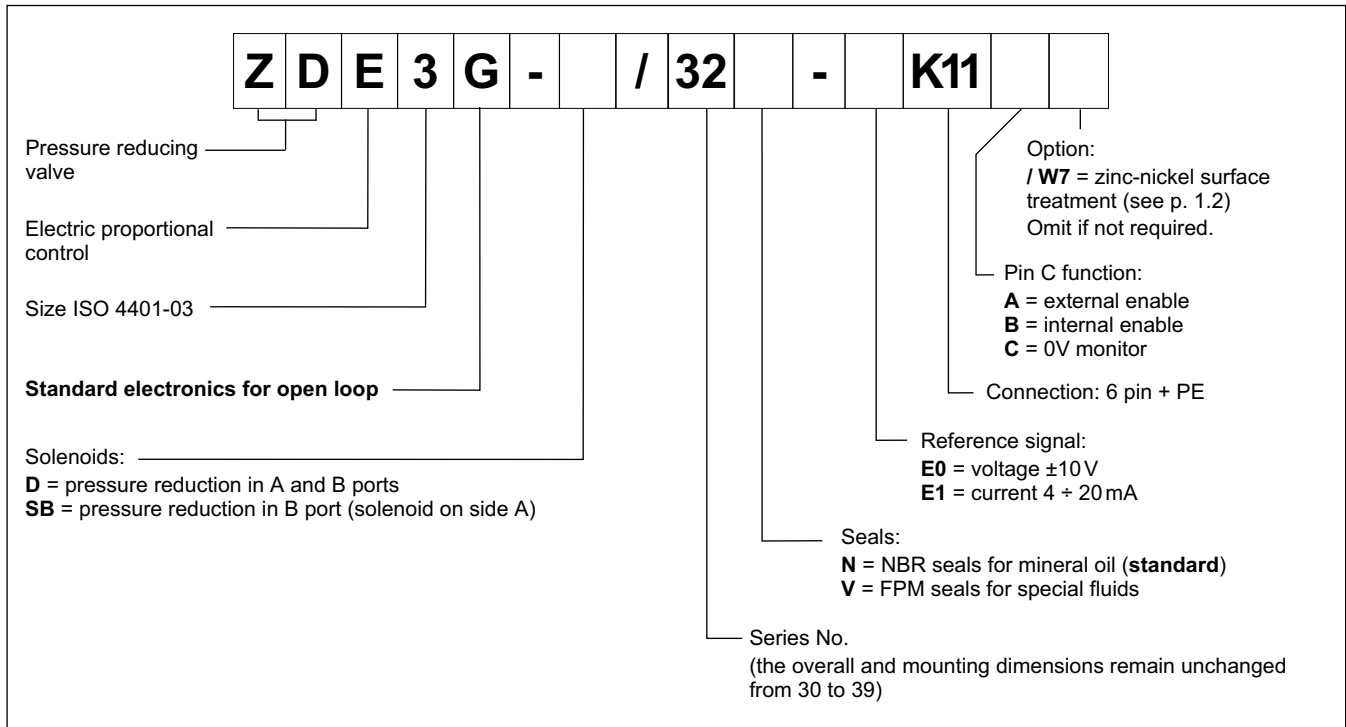 Z D E 3 G - / 32 - K11
Pressure reducing
valve
Electric proportional
control
Size ISO 4401-03
Standard electronics for open loop
Solenoids:
D = pressure reduction in A and B ports
SB = pressure reduction in B port (solenoid on side A)
Option:
/ W7 = zinc-nickel surface
treatment (see p. 1.2)
Omit if not required.
Pin C function:
A = external enable
B = internal enable
C = 0V monitor
Connection: 6 pin + PE
Reference signal:
E0 = voltage ±10 V
E1 = current 4 ÷ 20 mA
Seals:
N = NBR seals for mineral oil (standard)
V = FPM seals for special fluids
Series No.
(the overall and mounting dimensions remain unchanged
from 30 to 39)